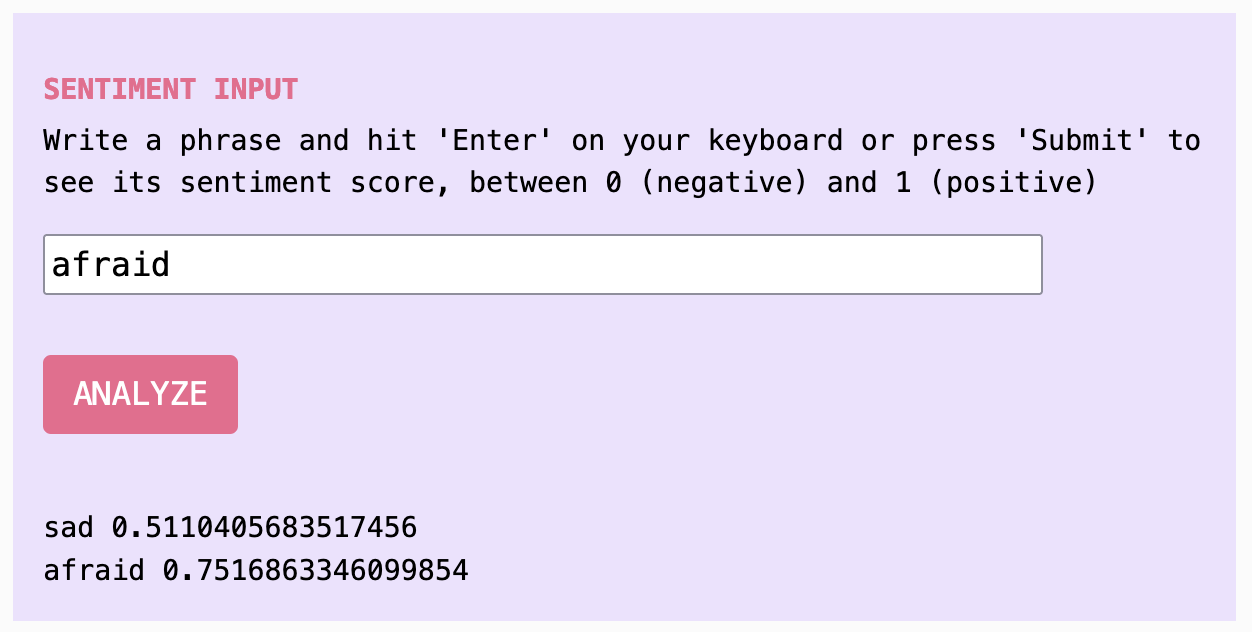 SENTIMENT INPUT
Write a phrase and hit 'Enter' on your keyboard or press 'Submit' to
see its sentiment score, between 0 (negative) and 1 (positive)
afraid
ANALYZE
sad 0.5110405683517456
afraid 0.7516863346099854